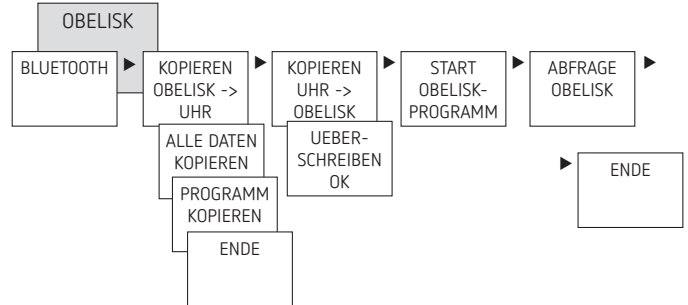 OBELISK
BLUETOOTH
KOPIEREN
OBELISK ->
UHR
ALLE DATEN
KOPIEREN
PROGRAMM
KOPIEREN
ENDE
KOPIEREN
UHR ->
OBELISK
UEBER-
SCHREIBEN
OK
START
OBELISK-
PROGRAMM
ABFRAGE
OBELISK
ENDE